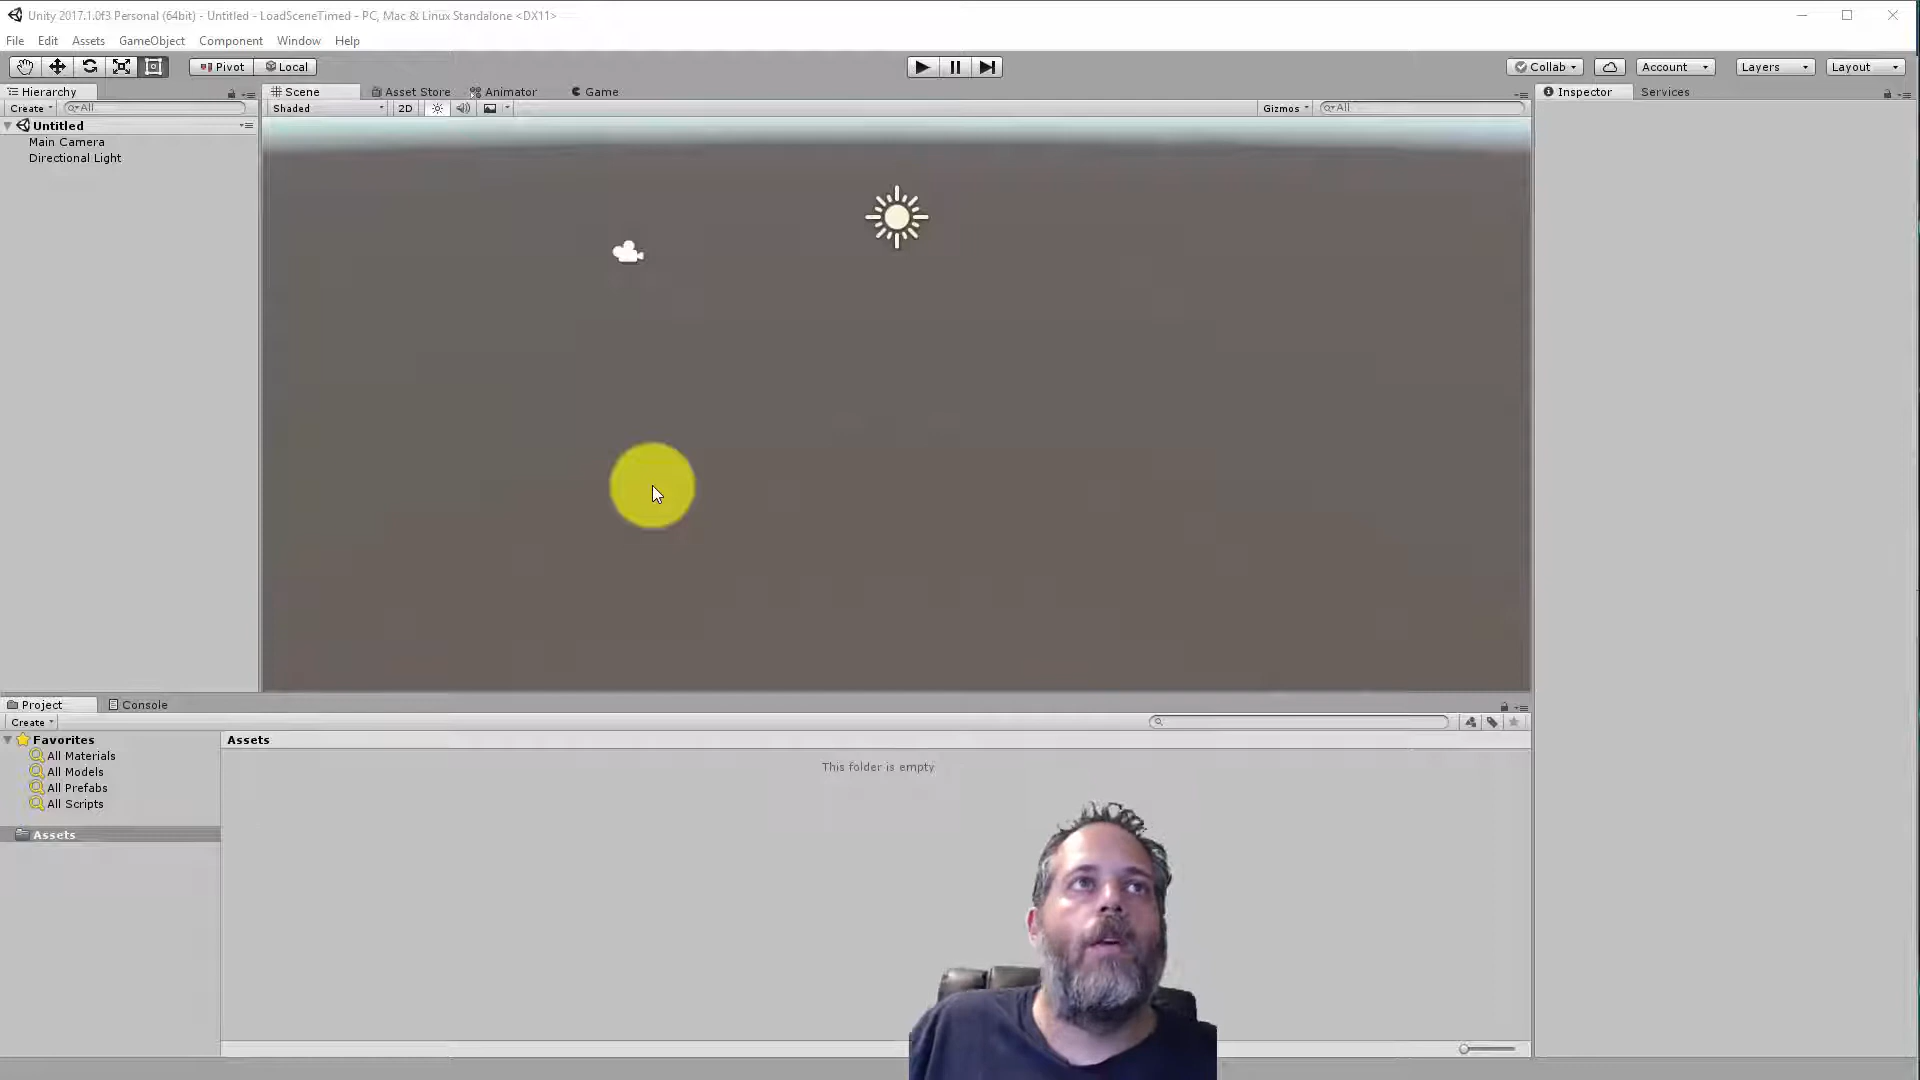 Unity 2017.1.0f3 Personal (64bit) - Untitled - LoadSceneTimed - PC, Mac & Linux Standalone <DX11>
File Edit Assets GameObject Component Window Help
Pivot Local Collab Account Layers Layout
Hierarchy Scene Asset Store Animator Game Inspector Services
Create All Shaded 2D Gizmos All
Untitled
Main Camera
Directional Light
Project Console
Create
Favorites Assets
All Materials
This folder is empty
All Models
All Prefabs
All Scripts
Assets